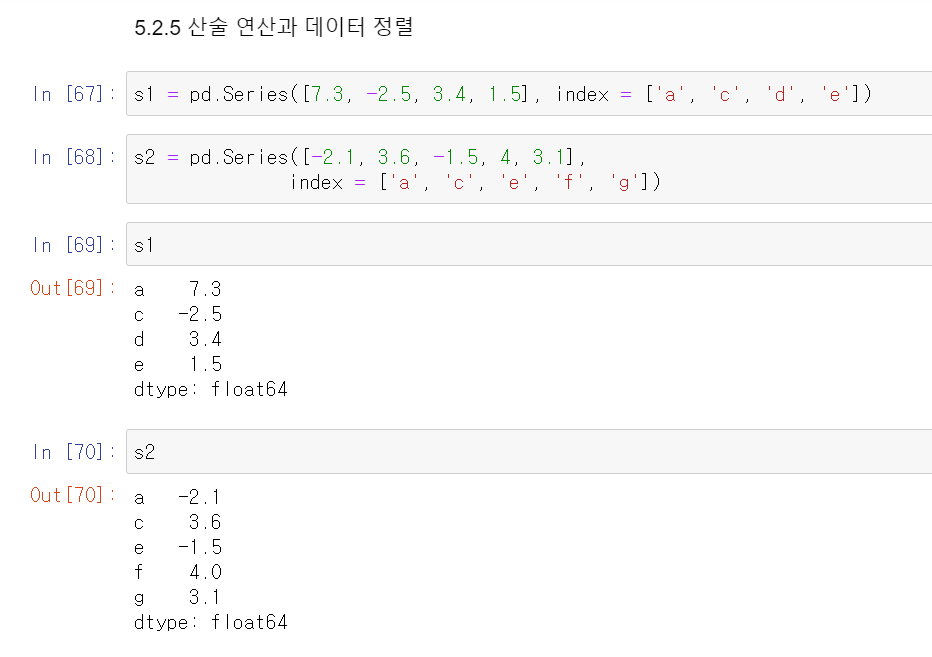 5.2.5 산술 연산과 데이터 정렬
In [67]: s1 = pd.Series([7.3, -2.5, 3.4, 1.5], index = ['a', 'c', 'd', 'e'])
In [68]: s2 = pd.Series([-2.1, 3.6, -1.5, 4, 3.1],
index = ['a', 'c', 'e', 'f', 'g'])
In [69]: s1
Out[69]: a 7.3
c -2.5
d 3.4
e 1.5
dtype: float64
In [70]: s2
Out[70]: a -2.1
c 3.6
e -1.5
f 4.0
g 3.1
dtype: float64